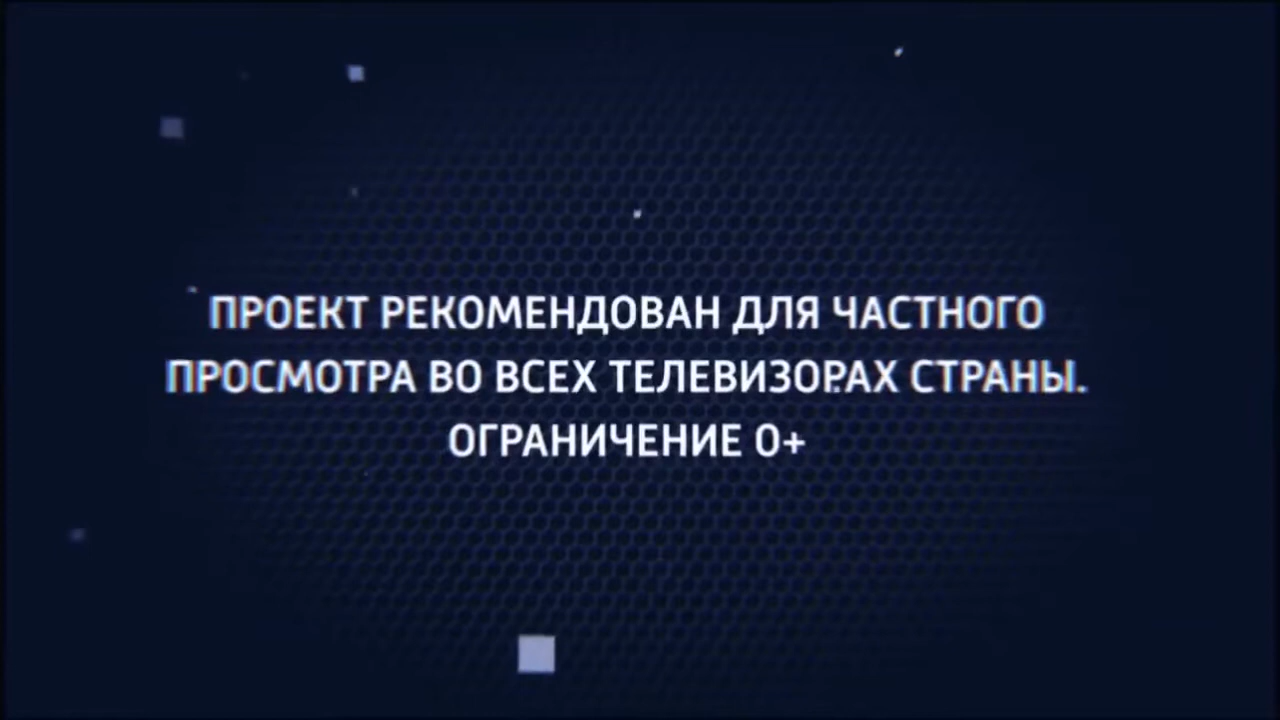 ПРОЕКТ РЕКОМЕНДОВАН ДЛЯ ЧАСТНОГО
ПРОСМОТРА ВО ВСЕХ ТЕЛЕВИЗОРАХ СТРАНЫ.
ОГРАНИЧЕНИЕ 0+